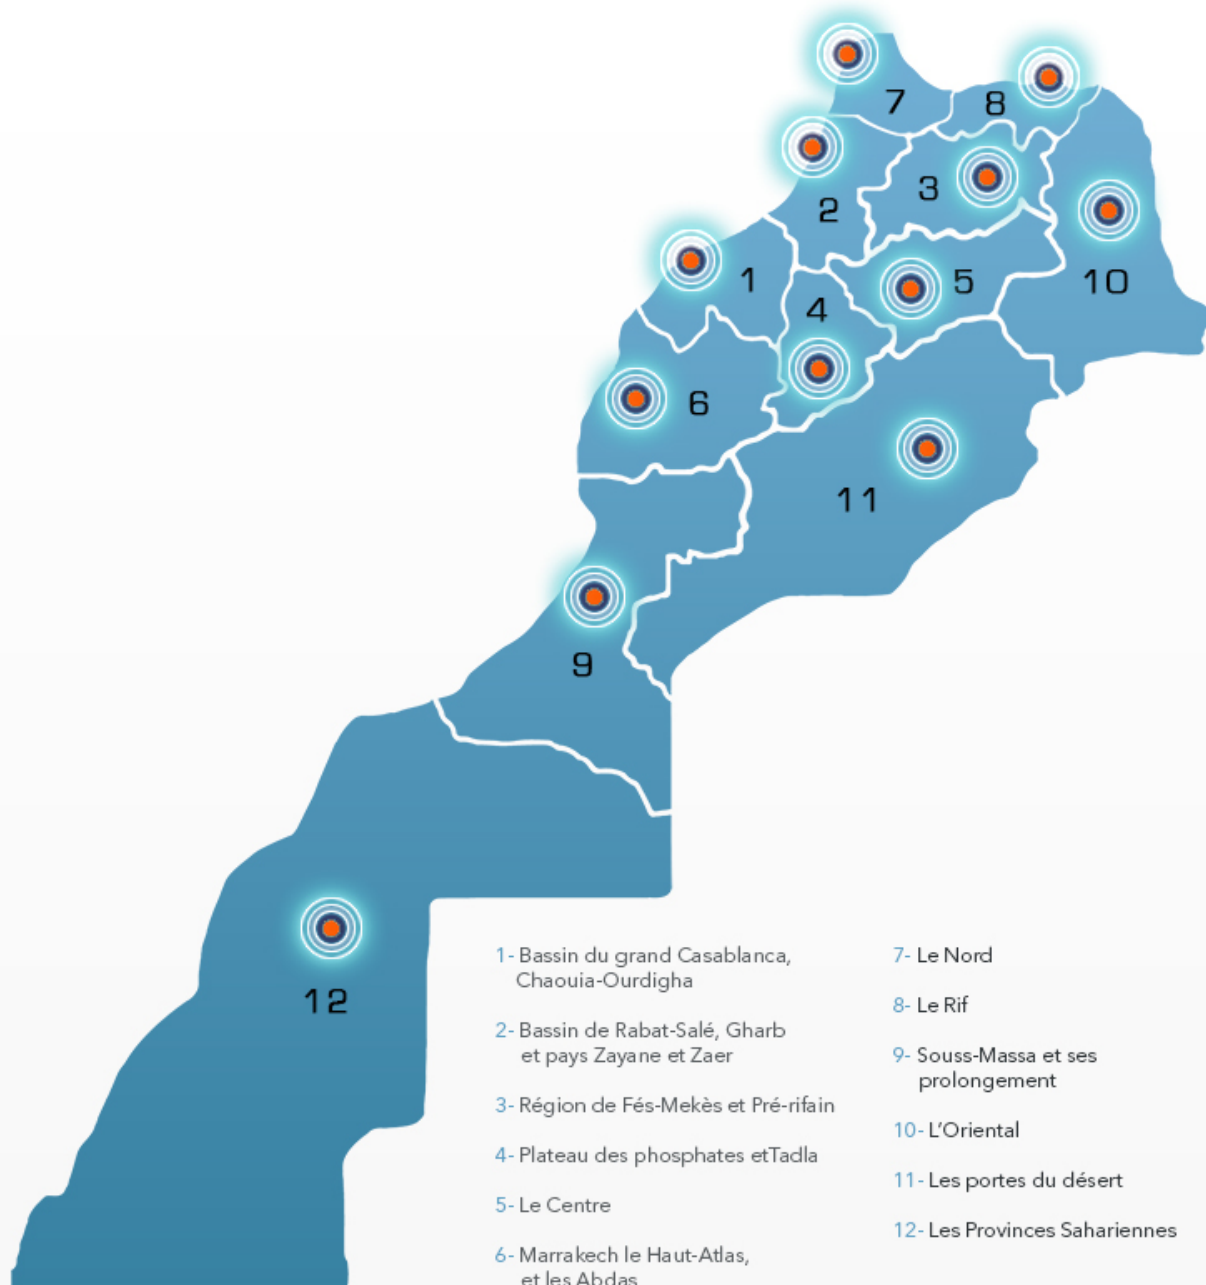 7
8
3
2
1
5
10
4
6
11
9
12
1- Bassin du grand Casablanca,
Chaouia-Ourdigha
2- Bassin de Rabat-Salé, Gharb
et pays Zayane et Zaer
3- Région de Fés-Mekès et Pré-rifain
4- Plateau des phosphates etTadla
5- Le Centre
6- Marrakech le Haut-Atlas,
et les Abdas
7- Le Nord
8- Le Rif
9- Souss-Massa et ses
prolongement
10- L'Oriental
11- Les portes du désert
12- Les Provinces Sahariennes